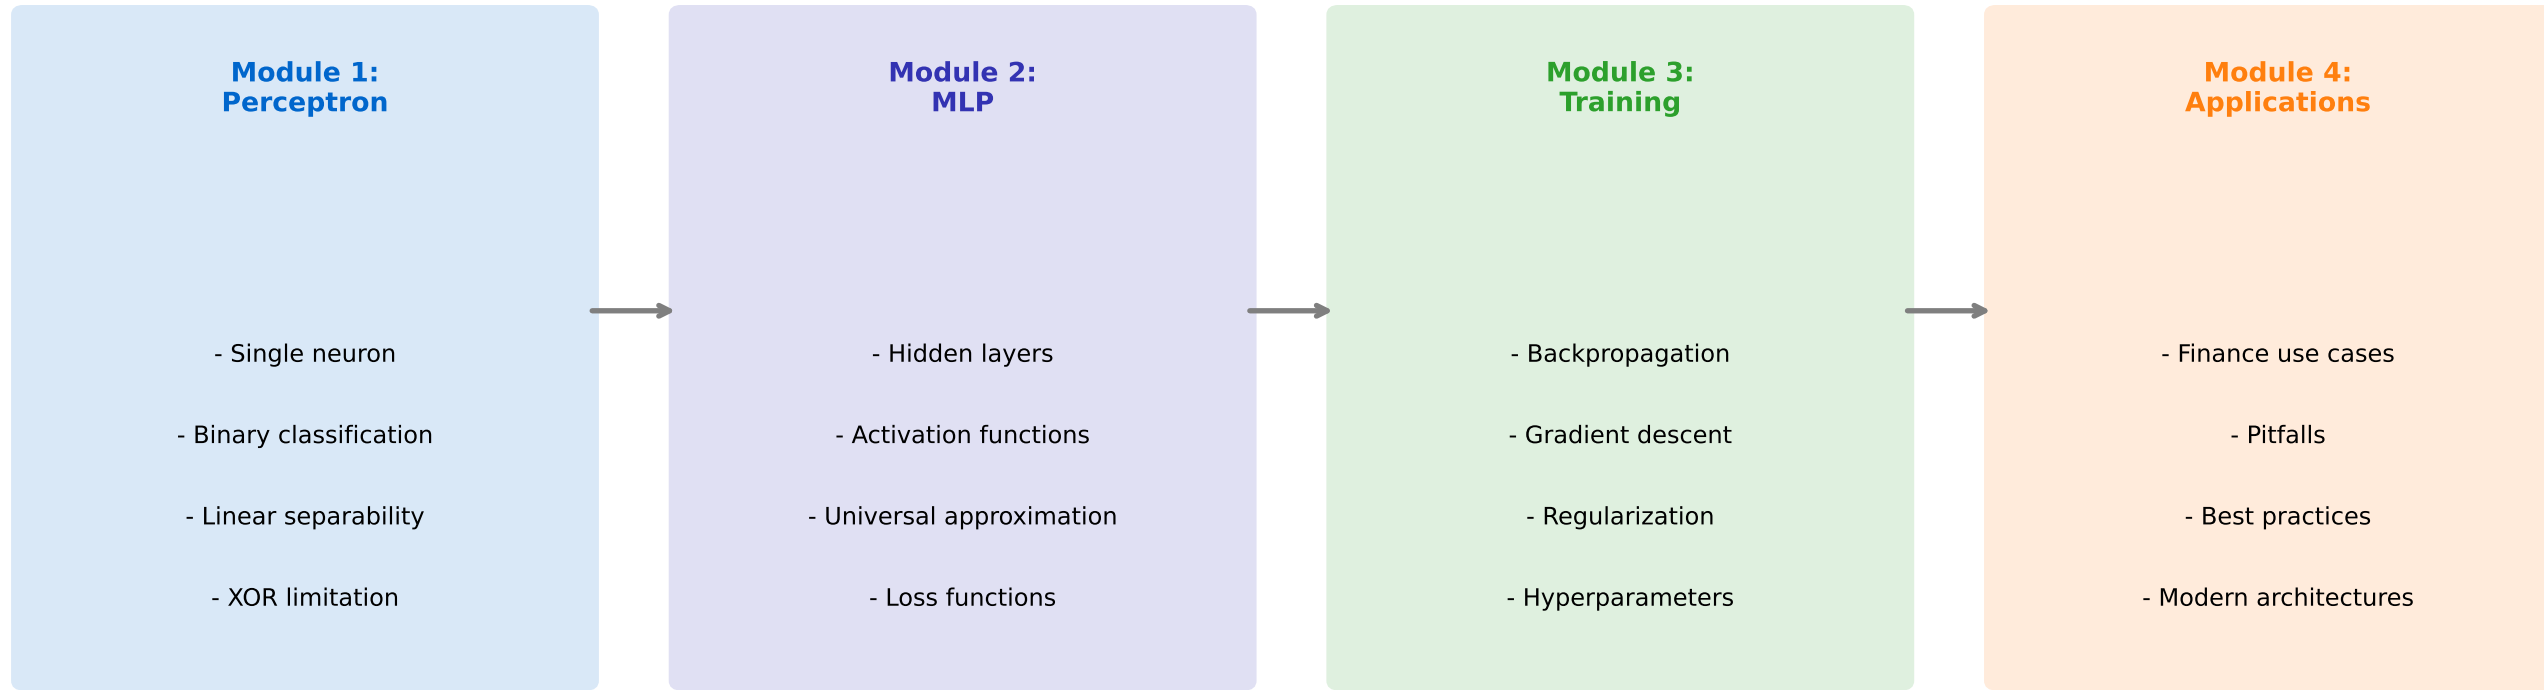 Module 1:
Perceptron
- Single neuron
- Binary classification
- Linear separability
- XOR limitation
Module 2:
MLP
- Hidden layers
- Activation functions
- Universal approximation
- Loss functions
Module 3:
Training
- Backpropagation
- Gradient descent
- Regularization
- Hyperparameters
Module 4:
Applications
- Finance use cases
- Pitfalls
- Best practices
- Modern architectures